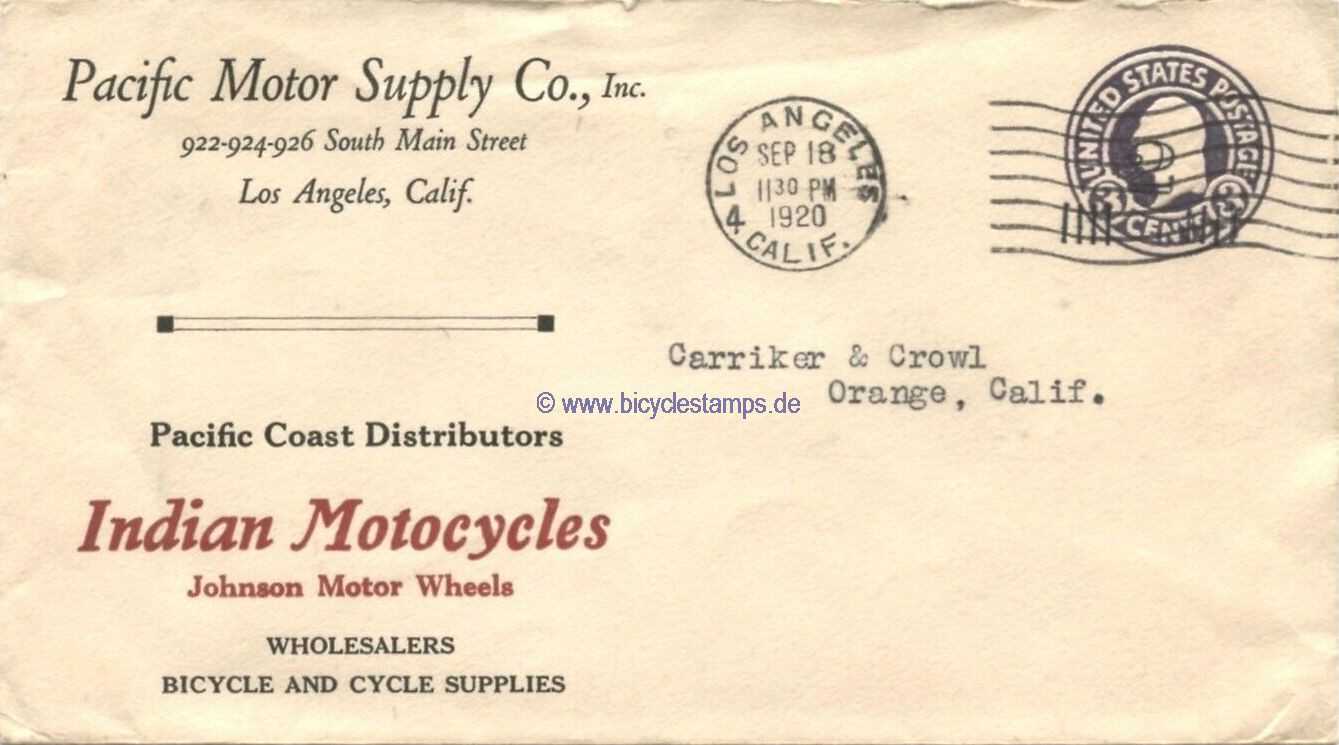 Pacific Motor Supply Co., Inc.
922-924-926 South Main Street
Los Angeles, Calif.
LOS ANGELES
SEP 18
1130 PM
1920
4 CALIF.
UNITED STATES POSTAGE
3 CENTS 3
Carriker & Crowl
Orange, Calif.
© www.bicyclestamps.de
Pacific Coast Distributors
Indian Motocycles
Johnson Motor Wheels
WHOLESALERS
BICYCLE AND CYCLE SUPPLIES